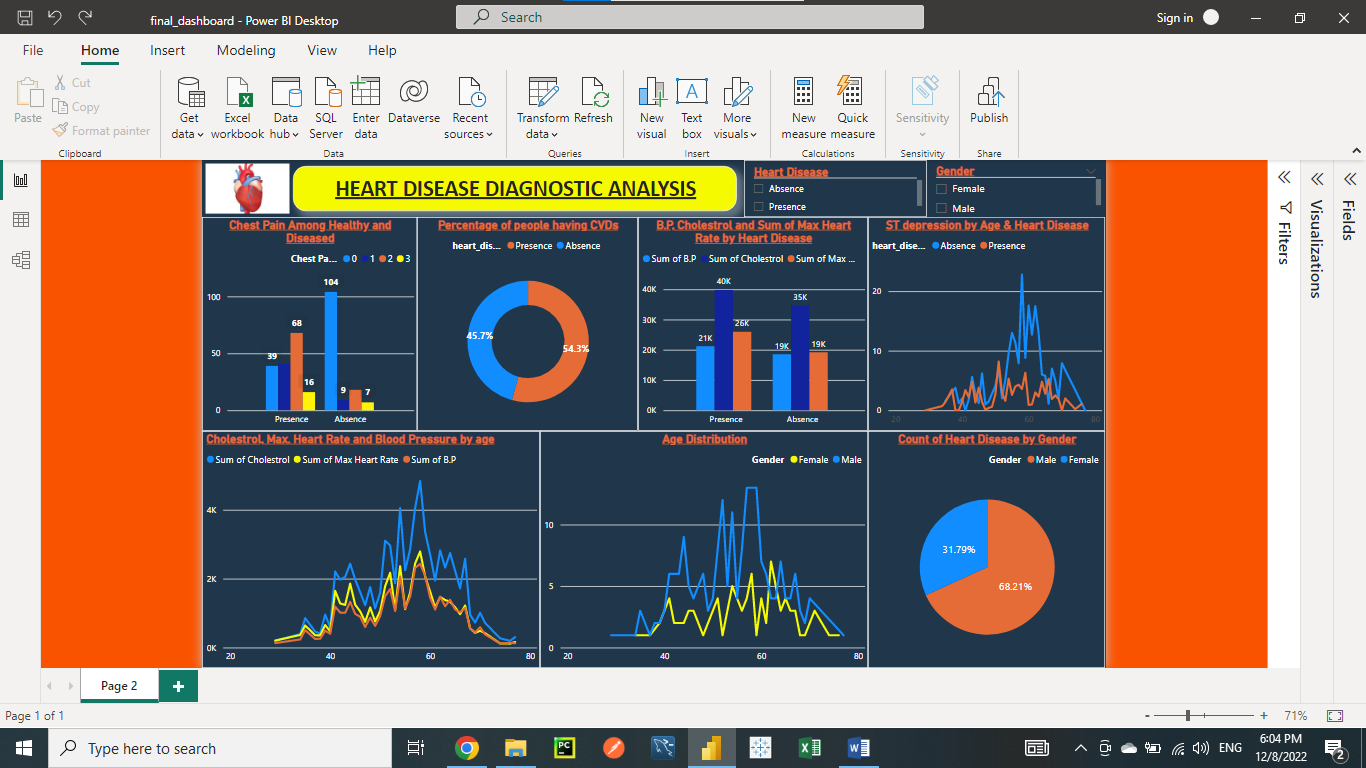 final_dashboard - Power BI Desktop
Search
Sign in
File Home Insert Modeling View Help
Paste
Cut
Copy
Format painter
Clipboard
Get data
Excel workbook
Data hub
SQL Server
Enter data
Dataverse
Recent sources
Data
Transform data
Refresh
Queries
New visual
Text box
More visuals
Insert
New measure
Quick measure
Calculations
Sensitivity
Sensitivity
Publish
Share
HEART DISEASE DIAGNOSTIC ANALYSIS
Heart Disease
Absence
Presence
Gender
Female
Male
Chest Pain Among Healthy and
Diseased
Chest Pa... 0 1 2 3
100
50
0
39
68
16
104
9
7
Presence Absence
Percentage of people having CVDs
heart_dis... Presence Absence
45.7%
54.3%
B.P, Cholestrol and Sum of Max Heart
Rate by Heart Disease
Sum of B.P Sum of Cholestrol Sum of Max ...
40K
30K
20K
10K
0K
21K
40K
26K
19K
35K
19K
Presence Absence
ST depression by Age & Heart Disease
heart_dise... Absence Presence
20
10
0
20 40 60 80
Cholestrol, Max. Heart Rate and Blood Pressure by age
Sum of Cholestrol Sum of Max Heart Rate Sum of B.P
4K
2K
0K
20 40 60 80
Age Distribution
Gender Female Male
10
5
0
20 40 60 80
Count of Heart Disease by Gender
Gender Male Female
31.79%
68.21%
Filters
Visualizations
Fields
Page 2
+
Page 1 of 1
- + 71%
Type here to search
PC
ENG
6:04 PM
12/8/2022
2